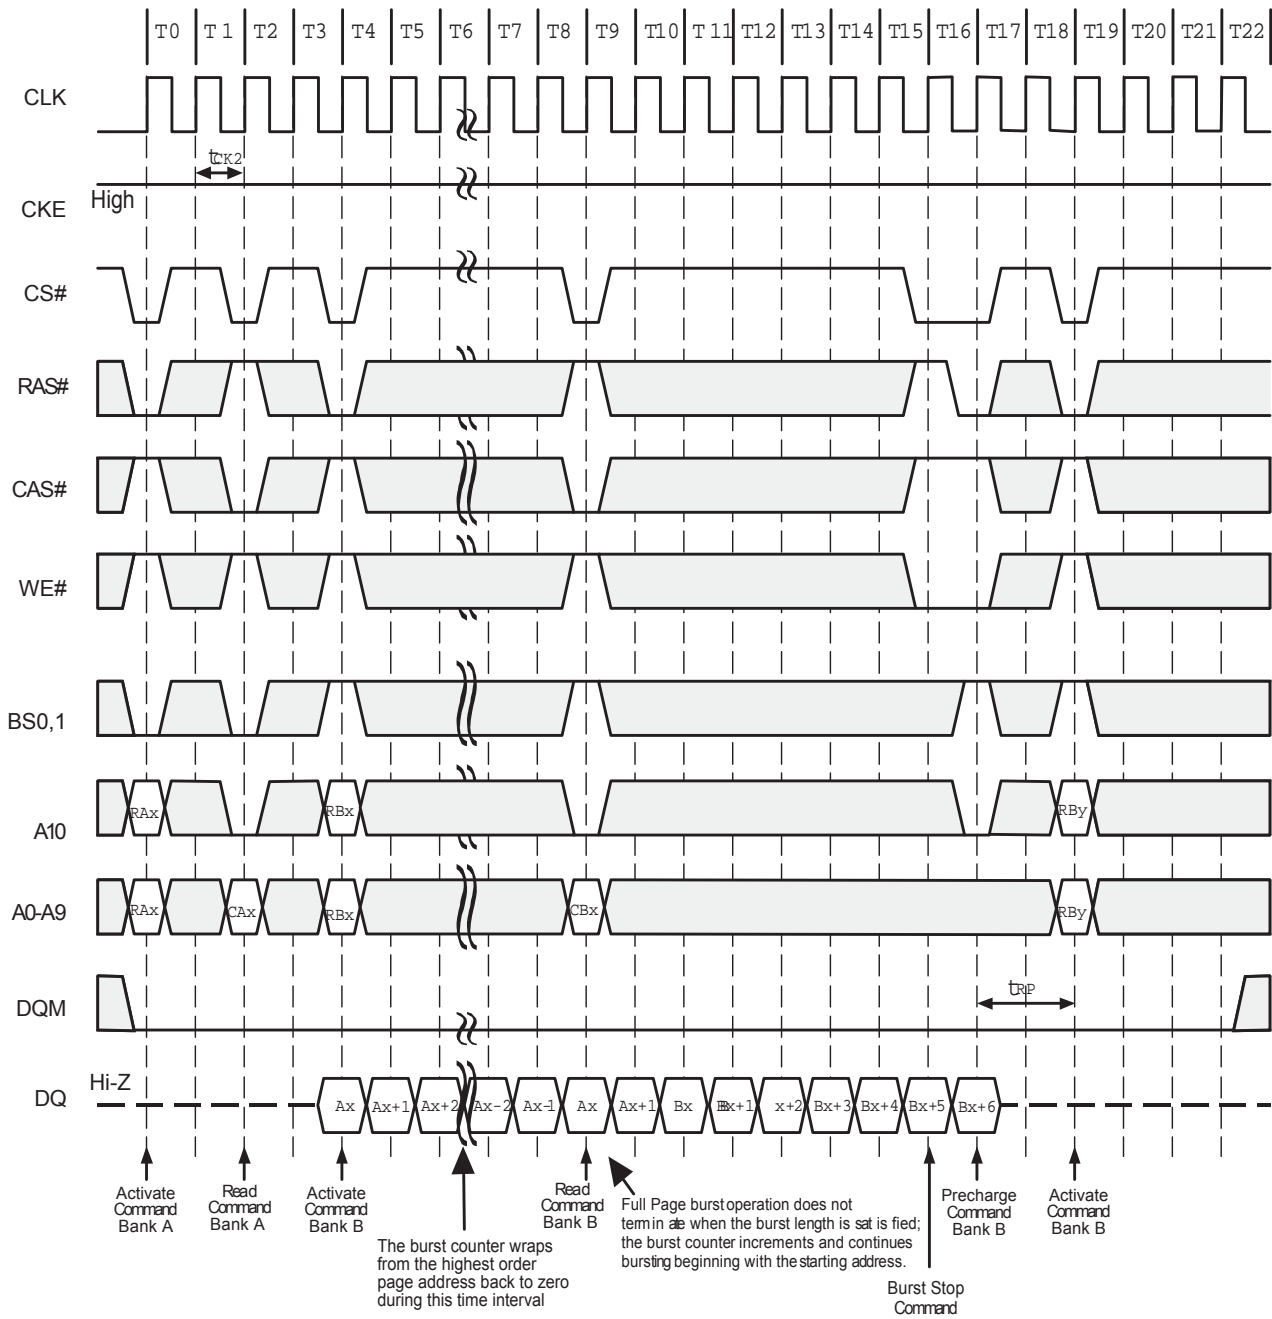 T0 T 1 T2 T3 T4 T5 T6 T7 T8 T9 T10 T 11 T12 T13 T14 T15 T16 T17 T18 T19 T20 T21 T22
CLK
tCK2
High
CKE
CS#
RAS#
CAS#
WE#
BS0,1
RAx RBx RBy
A10
A0-A9 RAx CAx RBx CBx RBy
tRP
DQM
Hi-Z
DQ Ax Ax+1 Ax+2 Ax-2 Ax-1 Ax Ax+1 Bx Bx+1 x+2 Bx+3 Bx+4 Bx+5 Bx+6
Activate
Command
Bank A
Read
Command
Bank A
Activate
Command
Bank B
The burst counter wraps
from the highest order
page address back to zero
during this time interval
Read
Command
Bank B
Full Page burst operation does not
terminate when the burst length is satisfied;
the burst counter increments and continues
bursting beginning with the starting address.
Burst Stop
Command
Precharge
Command
Bank B
Activate
Command
Bank B